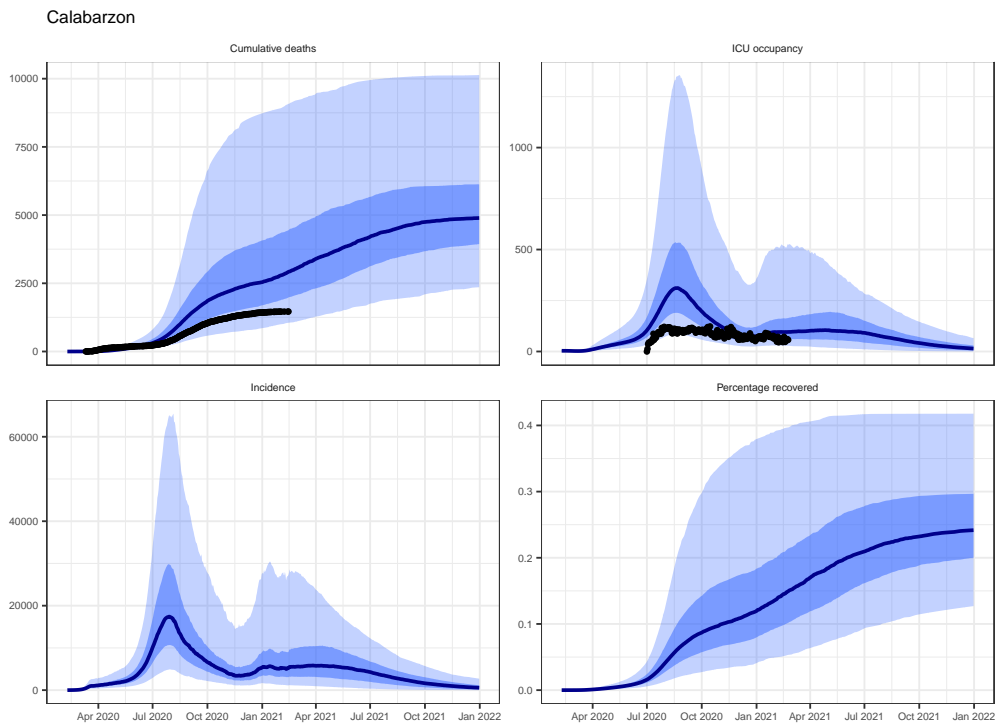 Calabarzon
Cumulative deaths
ICU occupancy
10000
7500
5000
2500
0
1000
500
0
Incidence
Percentage recovered
60000
40000
20000
0
0.4
0.3
0.2
0.1
0.0
Apr 2020 Jul 2020 Oct 2020 Jan 2021 Apr 2021 Jul 2021 Oct 2021 Jan 2022
Apr 2020 Jul 2020 Oct 2020 Jan 2021 Apr 2021 Jul 2021 Oct 2021 Jan 2022